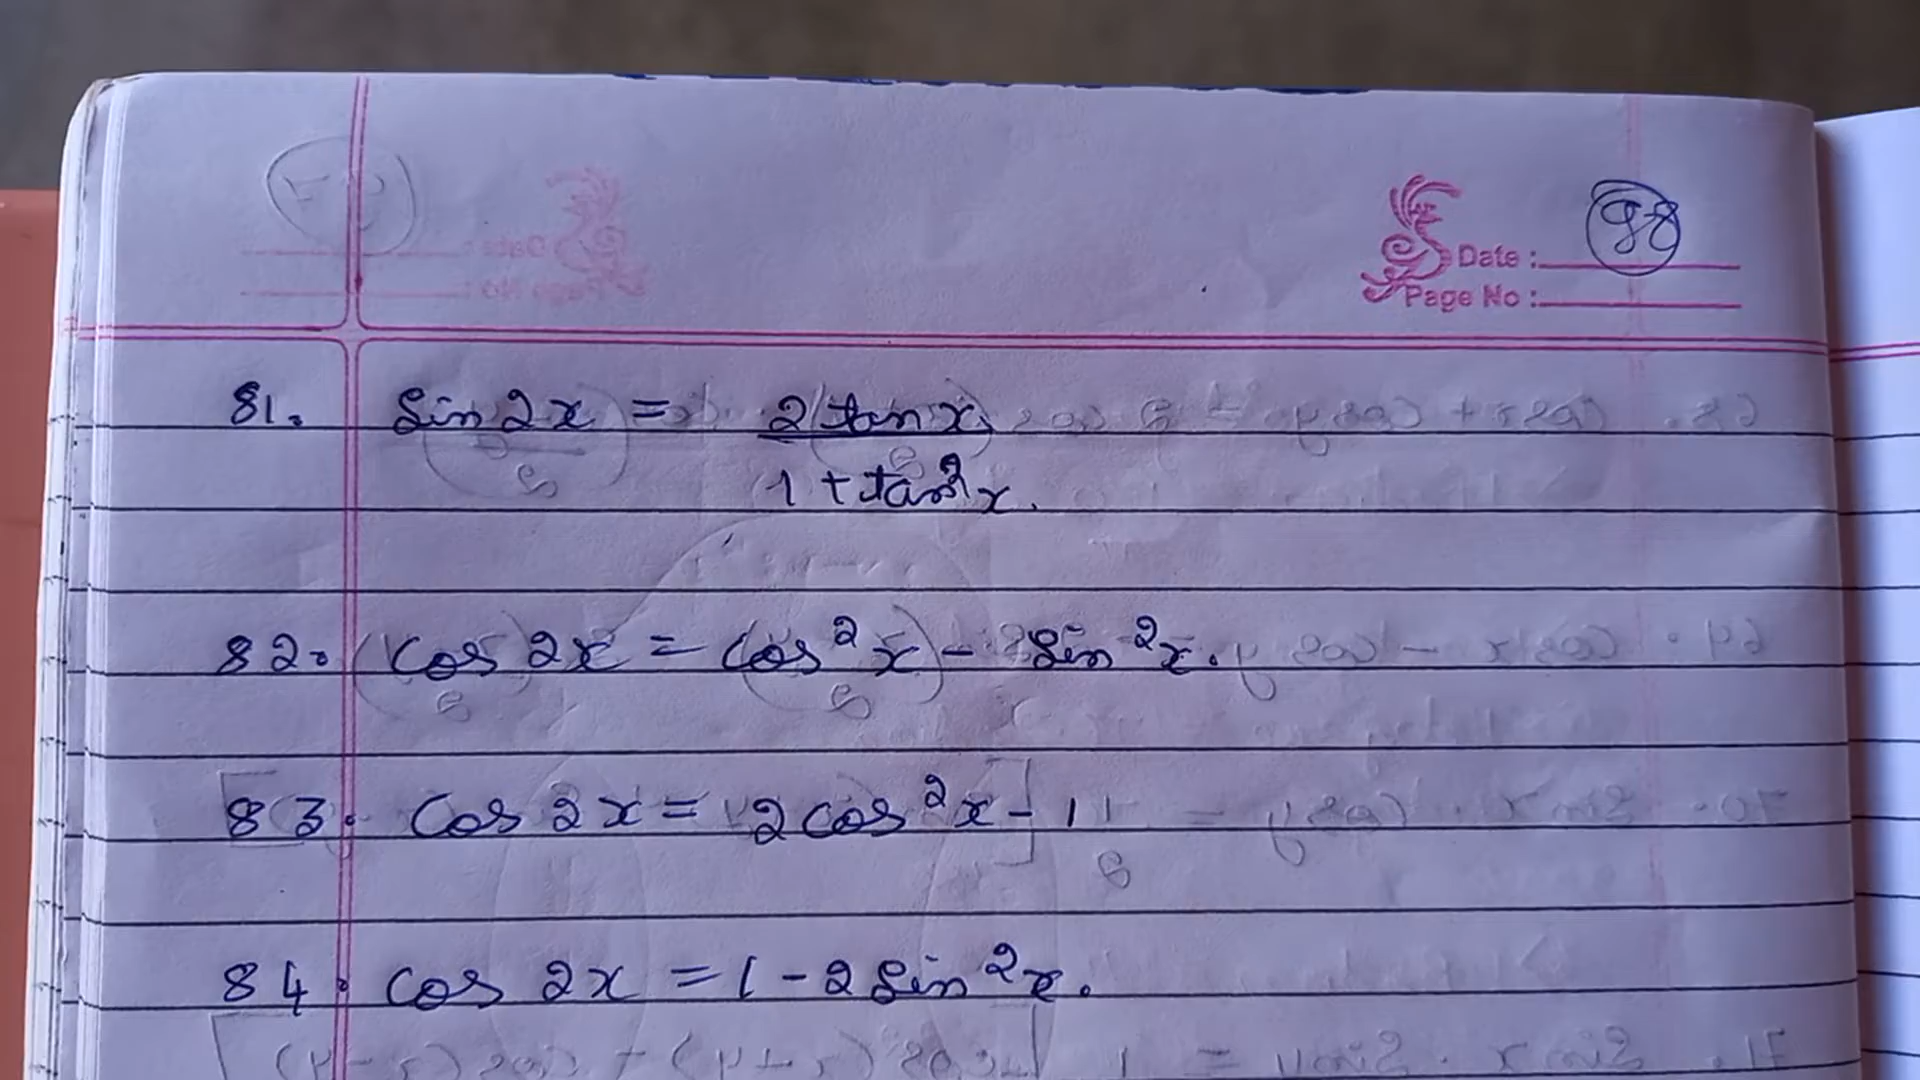 98
Date :
Page No :
81. Sin 2x = 2 tan x
1 + tan²x.
82. Cos 2x = Cos²x - Sin²x.
83. Cos 2x = 2 cos²x - 1
84. Cos 2x = 1 - 2 Sin²x.